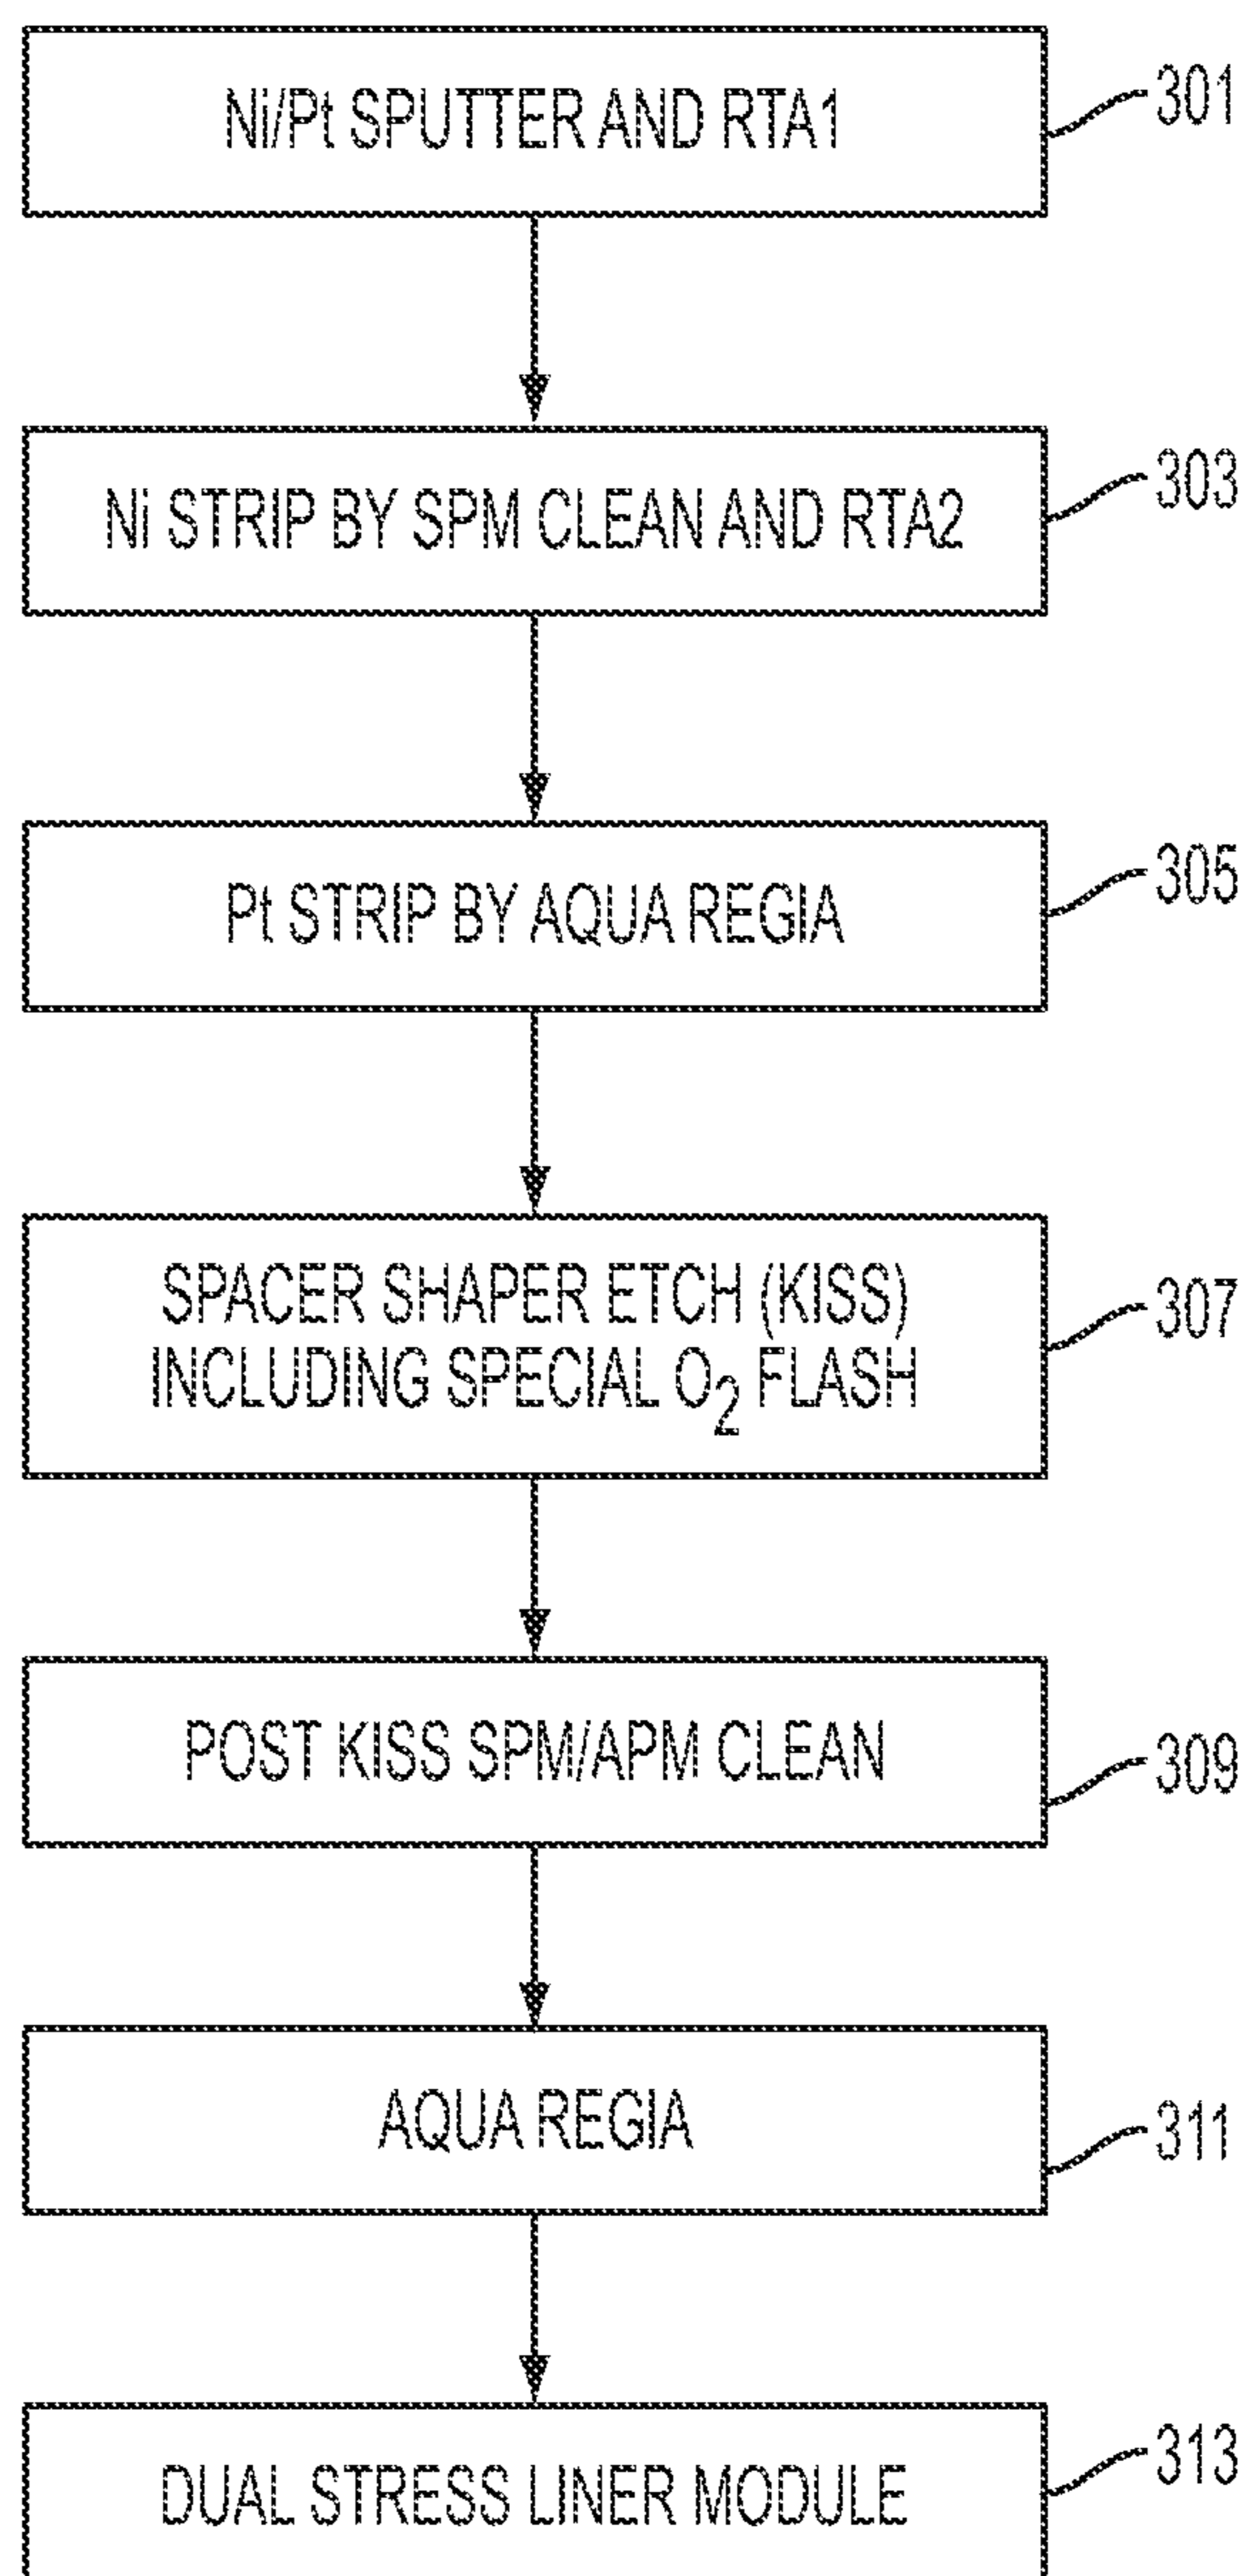 Ni/Pt SPUTTER AND RTA1
301
Ni STRIP BY SPM CLEAN AND RTA2
303
Pt STRIP BY AQUA REGIA
305
SPACER SHAPER ETCH (KISS)
INCLUDING SPECIAL O2 FLASH
307
POST KISS SPM/APM CLEAN
309
AQUA REGIA
311
DUAL STRESS LINER MODULE
313